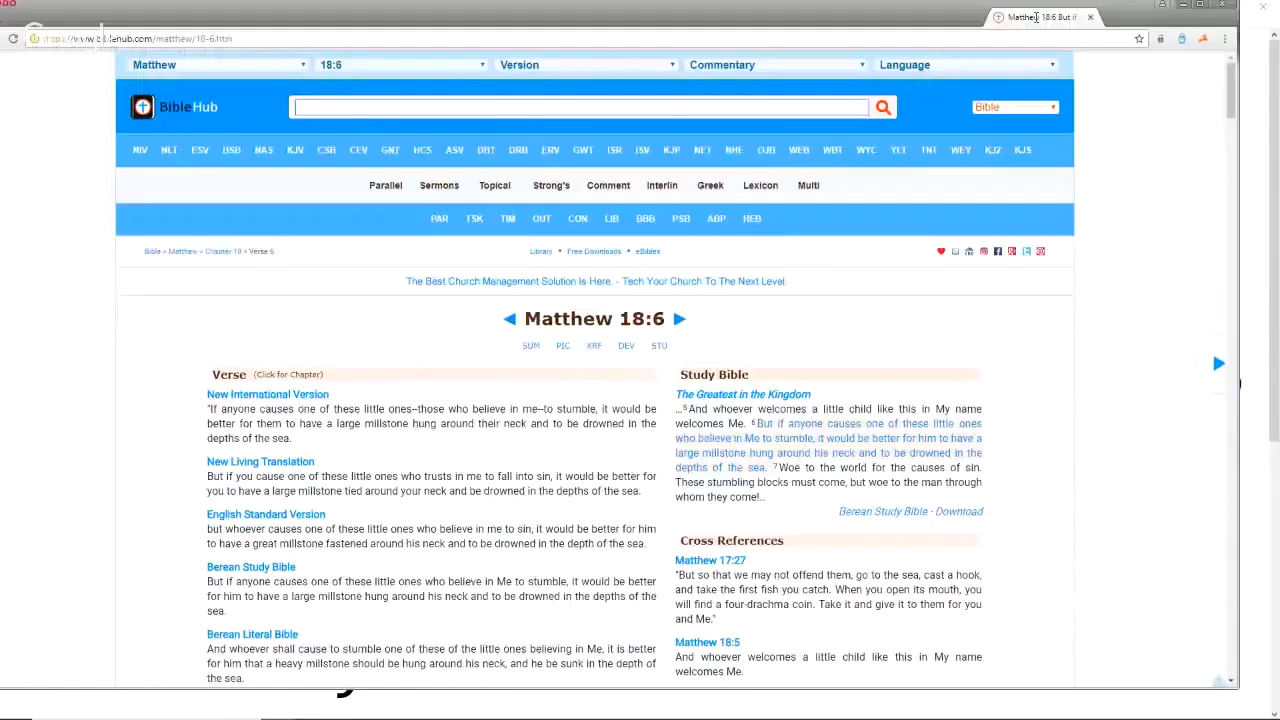 Matthew 18:6 But if
http://www.biblehub.com/matthew/18-6.htm
Matthew 18:6 Version Commentary Language
BibleHub Bible
NIV NLT ESV BSB NAS KJV CSB CEV GNT HCS ASV DBT DRB ERV GWT ISR ISV KJP NET NHE OJB WEB WBT WYC YLT TNT WEY KJ2 KJS
Parallel Sermons Topical Strong's Comment Interlin Greek Lexicon Multi
PAR TSK TIM OUT CON LIB BBB PSB ABP HEB
Bible > Matthew > Chapter 18 > Verse 6 Library • Free Downloads • eBibles
The Best Church Management Solution Is Here. - Tech Your Church To The Next Level.
Matthew 18:6
SUM PIC XRF DEV STU
Verse (Click for Chapter)
New International Version
"If anyone causes one of these little ones--those who believe in me--to stumble, it would be
better for them to have a large millstone hung around their neck and to be drowned in the
depths of the sea.
New Living Translation
But if you cause one of these little ones who trusts in me to fall into sin, it would be better for
you to have a large millstone tied around your neck and be drowned in the depths of the sea.
English Standard Version
but whoever causes one of these little ones who believe in me to sin, it would be better for him
to have a great millstone fastened around his neck and to be drowned in the depth of the sea.
Berean Study Bible
But if anyone causes one of these little ones who believe in Me to stumble, it would be better
for him to have a large millstone hung around his neck and to be drowned in the depths of the
sea.
Berean Literal Bible
And whoever shall cause to stumble one of these of the little ones believing in Me, it is better
for him that a heavy millstone should be hung around his neck, and he be sunk in the depth of
the sea.
Study Bible
The Greatest in the Kingdom
…5And whoever welcomes a little child like this in My name
welcomes Me. 6But if anyone causes one of these little ones
who believe in Me to stumble, it would be better for him to have a
large millstone hung around his neck and to be drowned in the
depths of the sea. 7Woe to the world for the causes of sin.
These stumbling blocks must come, but woe to the man through
whom they come!…
Berean Study Bible · Download
Cross References
Matthew 17:27
"But so that we may not offend them, go to the sea, cast a hook,
and take the first fish you catch. When you open its mouth, you
will find a four-drachma coin. Take it and give it to them for you
and Me."
Matthew 18:5
And whoever welcomes a little child like this in My name
welcomes Me.